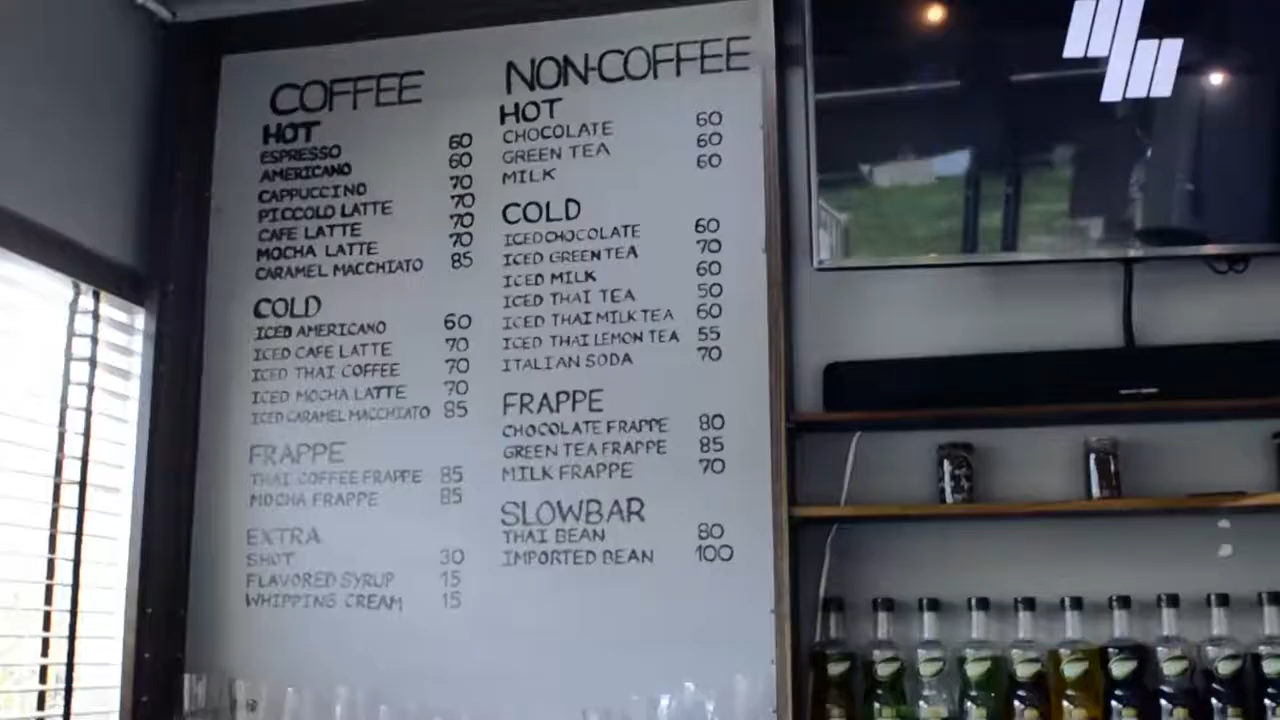 COFFEE
HOT
ESPRESSO 60
AMERICANO 60
CAPPUCCINO 70
PICCOLO LATTE 70
CAFE LATTE 70
MOCHA LATTE 70
CARAMEL MACCHIATO 85
COLD
ICED AMERICANO 60
ICED CAFE LATTE 70
ICED THAI COFFEE 70
ICED MOCHA LATTE 70
ICED CARAMEL MACCHIATO 85
FRAPPE
THAI COFFEE FRAPPE 85
MOCHA FRAPPE 85
EXTRA
SHOT 30
FLAVORED SYRUP 15
WHIPPING CREAM 15
NON-COFFEE
HOT
CHOCOLATE 60
GREEN TEA 60
MILK 60
COLD
ICED CHOCOLATE 60
ICED GREEN TEA 70
ICED MILK 60
ICED THAI TEA 50
ICED THAI MILK TEA 60
ICED THAI LEMON TEA 55
ITALIAN SODA 70
FRAPPE
CHOCOLATE FRAPPE 80
GREEN TEA FRAPPE 85
MILK FRAPPE 70
SLOWBAR
THAI BEAN 80
IMPORTED BEAN 100